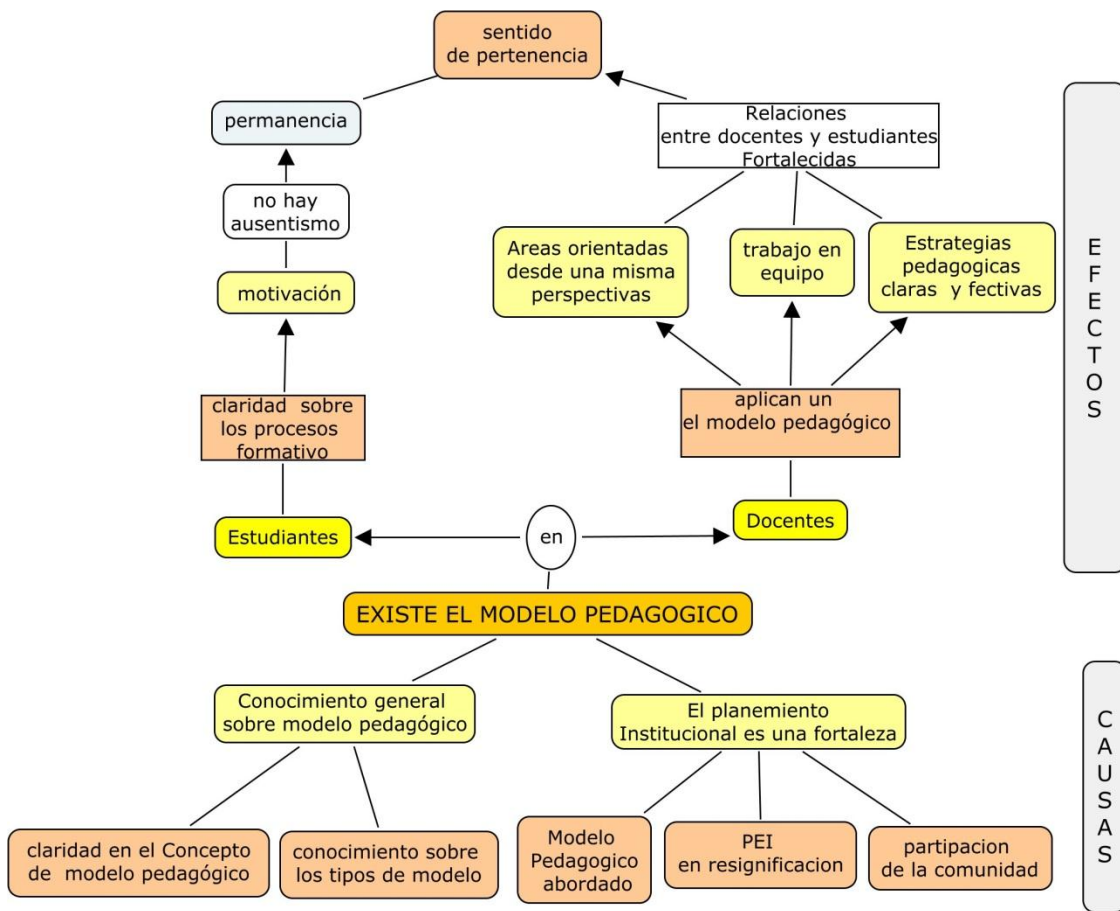 sentido
de pertenencia
permanencia
Relaciones
entre docentes y estudiantes
Fortalecidas
no hay
ausentismo
Areas orientadas
desde una misma
perspectivas
trabajo en
equipo
Estrategias
pedagogicas
claras y fectivas
motivación
claridad sobre
los procesos
formativo
aplican un
el modelo pedagógico
Estudiantes
en
Docentes
EFECTOS
EXISTE EL MODELO PEDAGOGICO
Conocimiento general
sobre modelo pedagógico
El planemiento
Institucional es una fortaleza
claridad en el Concepto
de modelo pedagógico
conocimiento sobre
los tipos de modelo
Modelo
Pedagogico
abordado
PEI
en resignificacion
partipacion
de la comunidad
CAUSAS